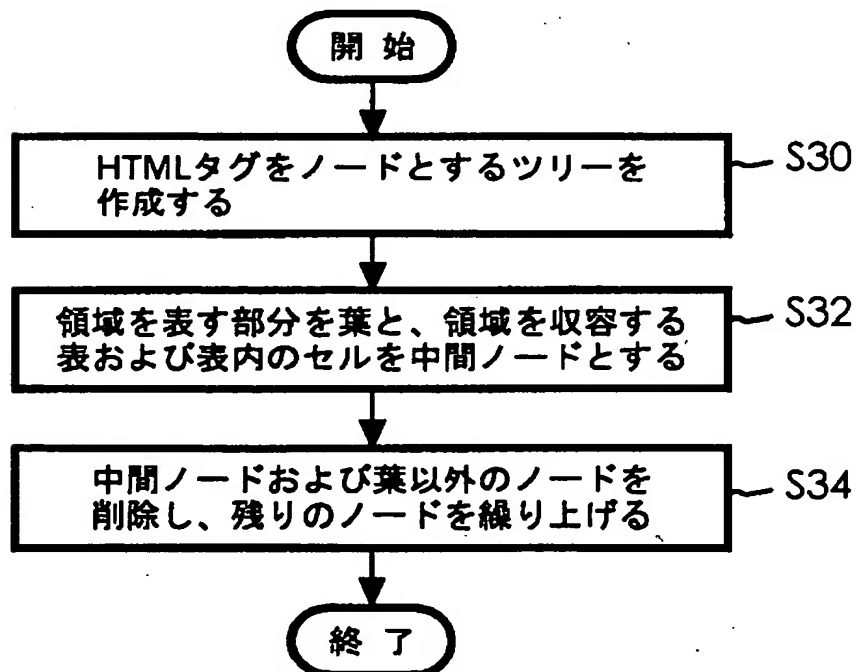 開 始
HTMLタグをノードとするツリーを
作成する
S30
領域を表す部分を葉と、領域を収容する
表および表内のセルを中間ノードとする
S32
中間ノードおよび葉以外のノードを
削除し、残りのノードを繰り上げる
S34
終 了